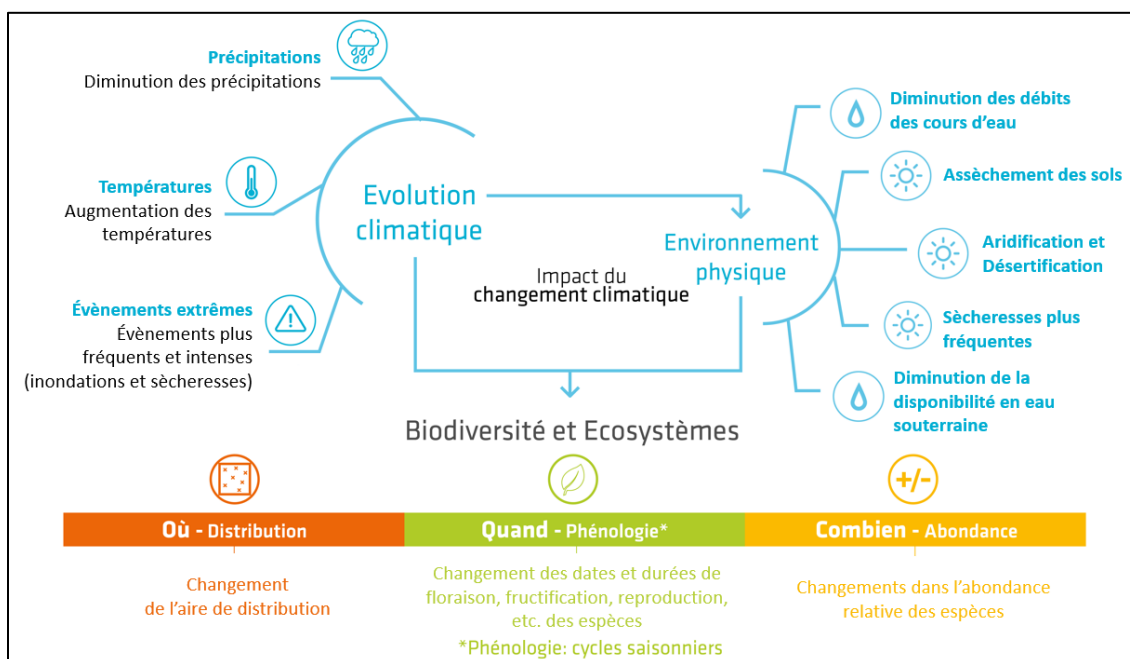 Précipitations
Diminution des précipitations
Températures
Augmentation des
températures
Évènements extrêmes
Évènements plus
fréquents et intenses
(inondations et sècheresses)
Evolution
climatique
Impact du
changement climatique
Environnement
physique
Diminution des débits
des cours d'eau
Assèchement des sols
Aridification et
Désertification
Sècheresses plus
fréquentes
Diminution de la
disponibilité en eau
souterraine
Biodiversité et Ecosystèmes
+/-
Où - Distribution
Quand - Phénologie*
Combien - Abondance
Changement
de l'aire de distribution
Changement des dates et durées de
floraison, fructification, reproduction,
etc. des espèces
*Phénologie: cycles saisonniers
Changements dans l'abondance
relative des espèces